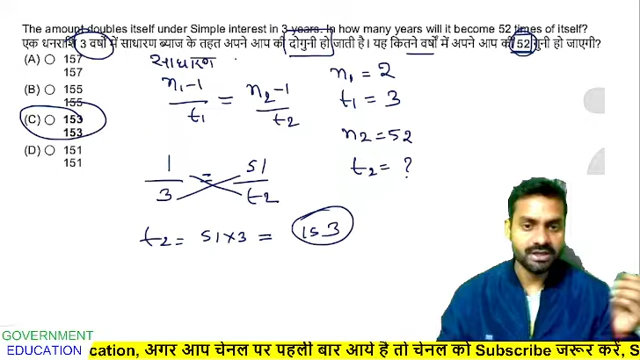 The amount doubles itself under Simple interest in 3 years. In how many years will it become 52 times of itself?
एक धनराशि 3 वर्षो में साधारण ब्याज के तहत अपने आप की दोगुनी हो जाती है। यह कितने वर्षो में अपने आप की 52 गुनी हो जाएगी?
(A) 157
157
(B) 155
155
(C) 153
153
(D) 151
151
साधारण
n1-1 / t1 = n2-1 / t2
n1 = 2
t1 = 3
n2 = 52
t2 = ?
1 / 3 = 51 / t2
t2 = 51 x 3 = 153
GOVERNMENT
EDUCATION
cation, अगर आप चेनल पर पहली बार आये है तो चेनल को Subscribe जरूर करें, S